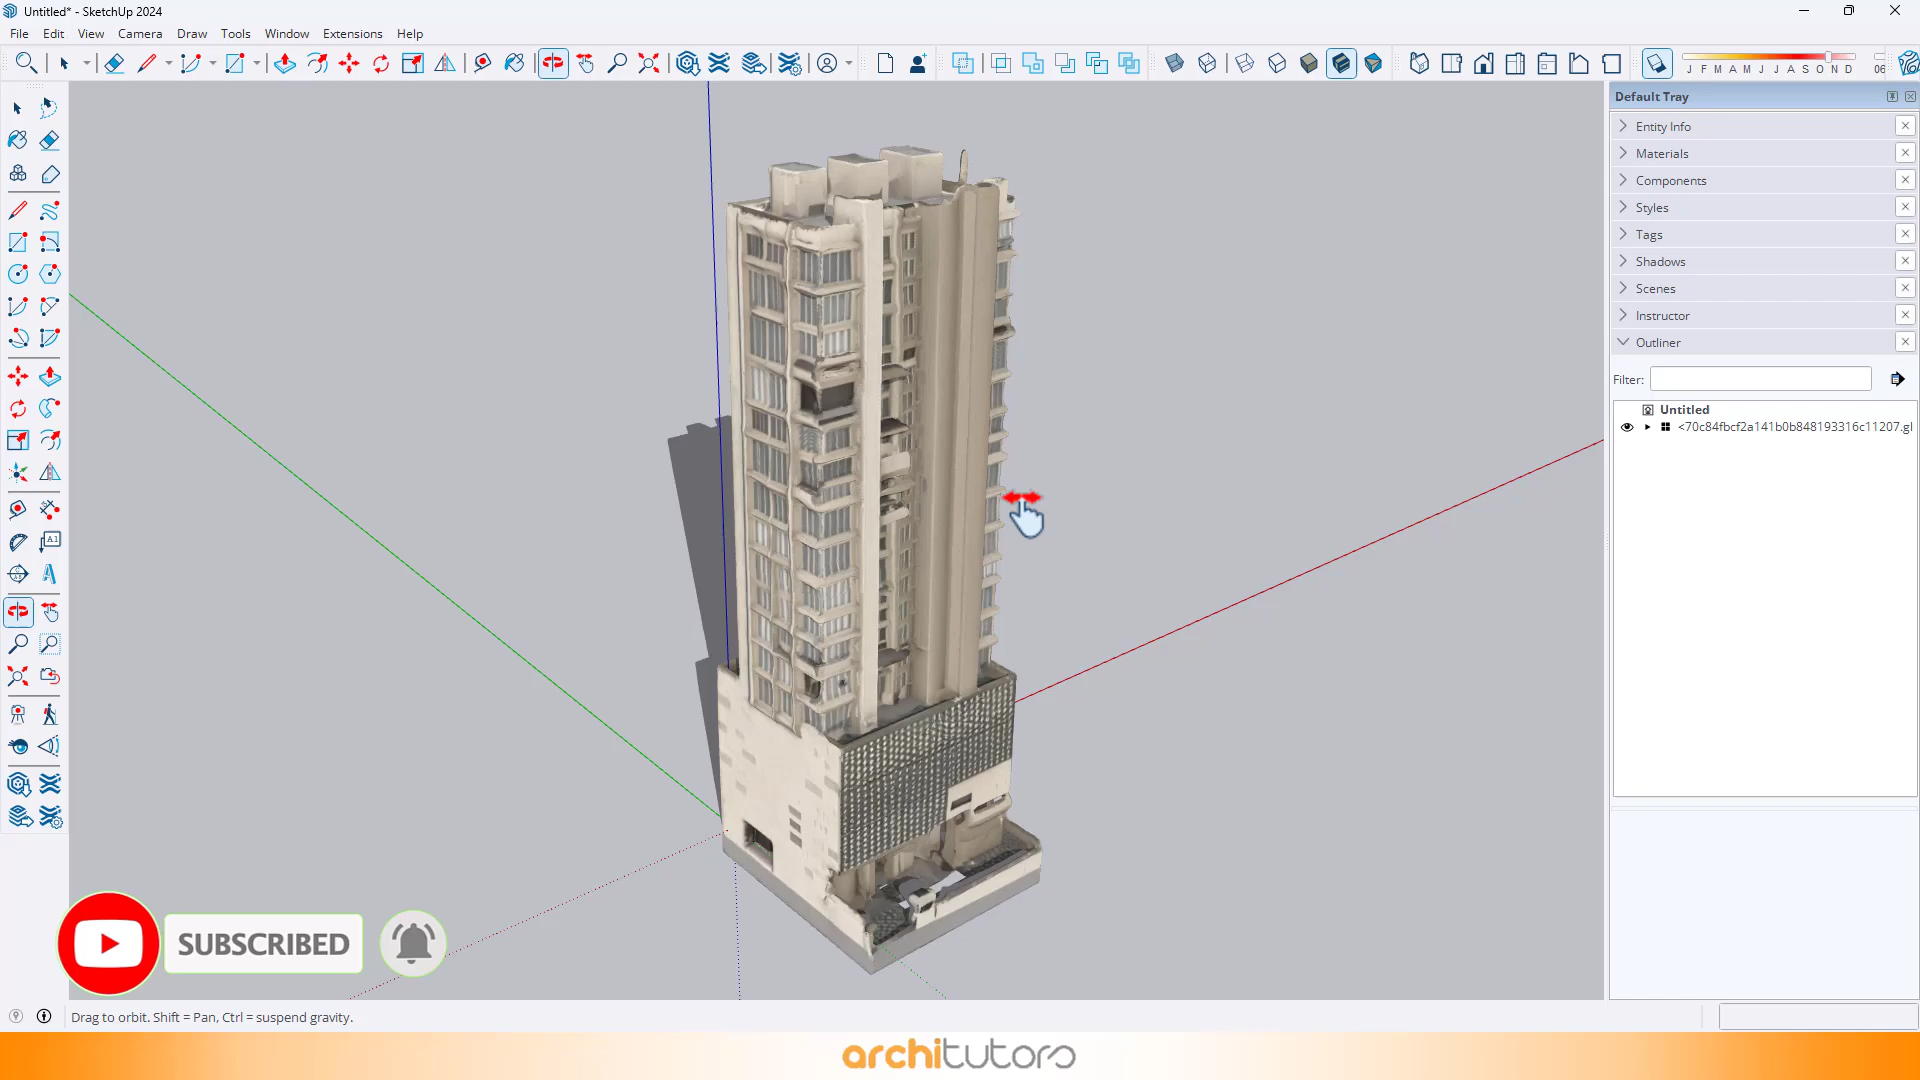 Untitled* - SketchUp 2024
File Edit View Camera Draw Tools Window Extensions Help
J F M A M J J A S O N D 06
Default Tray
Entity Info
Materials
Components
Styles
Tags
Shadows
Scenes
Instructor
Outliner
Filter:
Untitled
<70c84fbcf2a141b0b848193316c11207.gl
A1
A
SUBSCRIBED
Drag to orbit. Shift = Pan, Ctrl = suspend gravity.
architutors